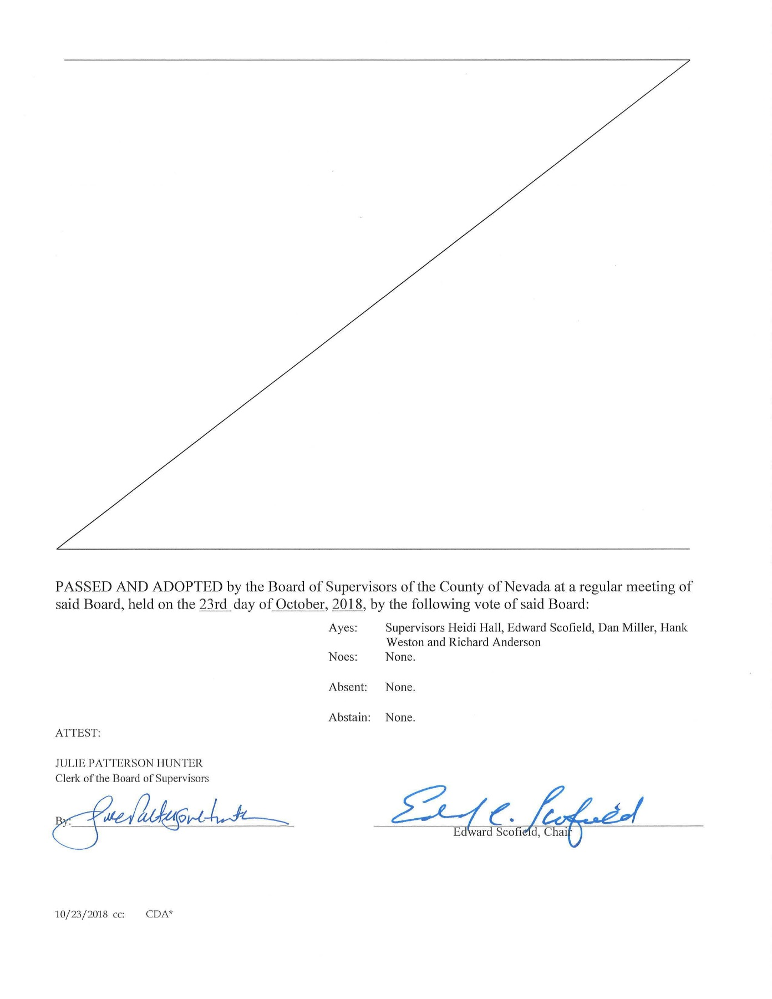 PASSED AND ADOPTED by the Board of Supervisors of the County of Nevada at a regular meeting of
said Board, held on the 23rd day of October, 2018, by the following vote of said Board:
Ayes: Supervisors Heidi Hall, Edward Scofield, Dan Miller, Hank
Weston and Richard Anderson
Noes: None.
Absent: None.
Abstain: None.
ATTEST:
JULIE PATTERSON HUNTER
Clerk of the Board of Supervisors
By: Julie Patterson Hunter
Edward C. Scofield
Edward Scofield, Chair
10/23/2018 cc: CDA*